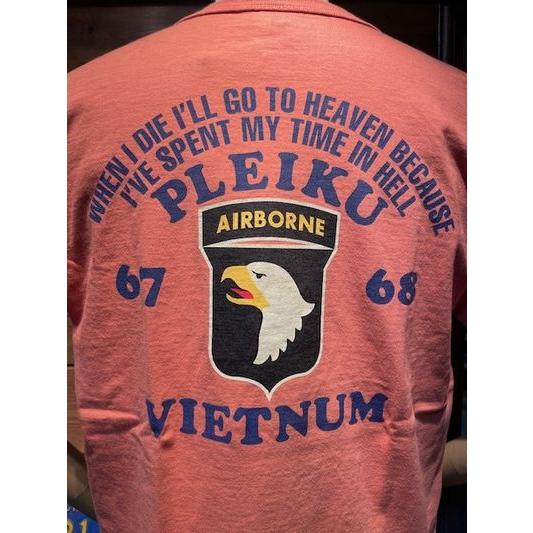 WHEN I DIE I'LL GO TO HEAVEN BECAUSE
I'VE SPENT MY TIME IN HELL
PLEIKU
AIRBORNE
67 68
VIETNUM